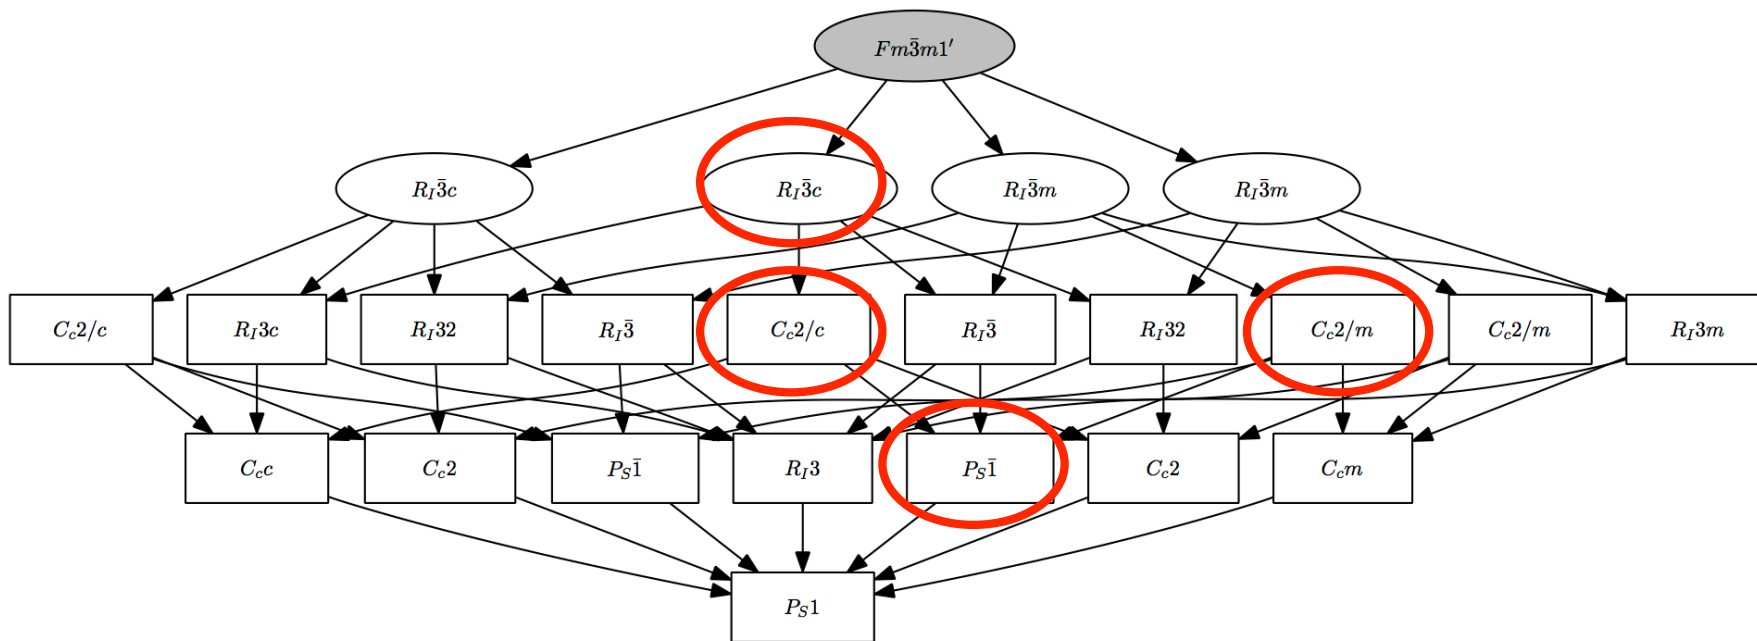 Fm3̄m1′
R_I3̄c R_I3̄c R_I3̄m R_I3̄m
C_c2/c R_I3c R_I32 R_I3̄ C_c2/c R_I3̄ R_I32 C_c2/m C_c2/m R_I3m
C_cc C_c2 P_S1̄ R_I3 P_S1̄ C_c2 C_cm
P_S1